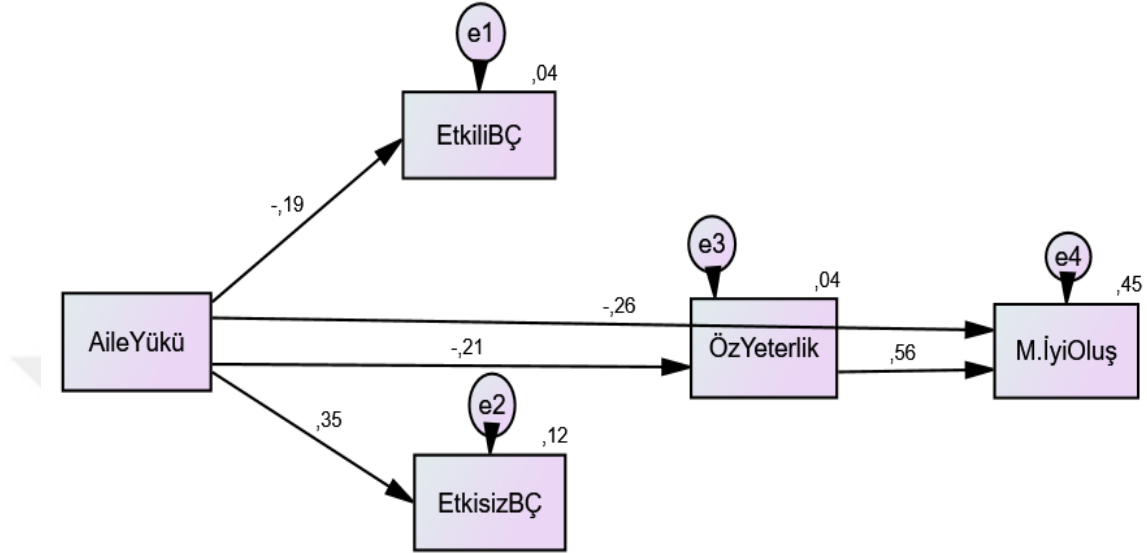 e1
,04
EtkiliBÇ
-,19
e3
,04
e4
,45
-,26
AileYükü
ÖzYeterlik
M.İyiOluş
-,21
,56
e2
,35
,12
EtkisizBÇ